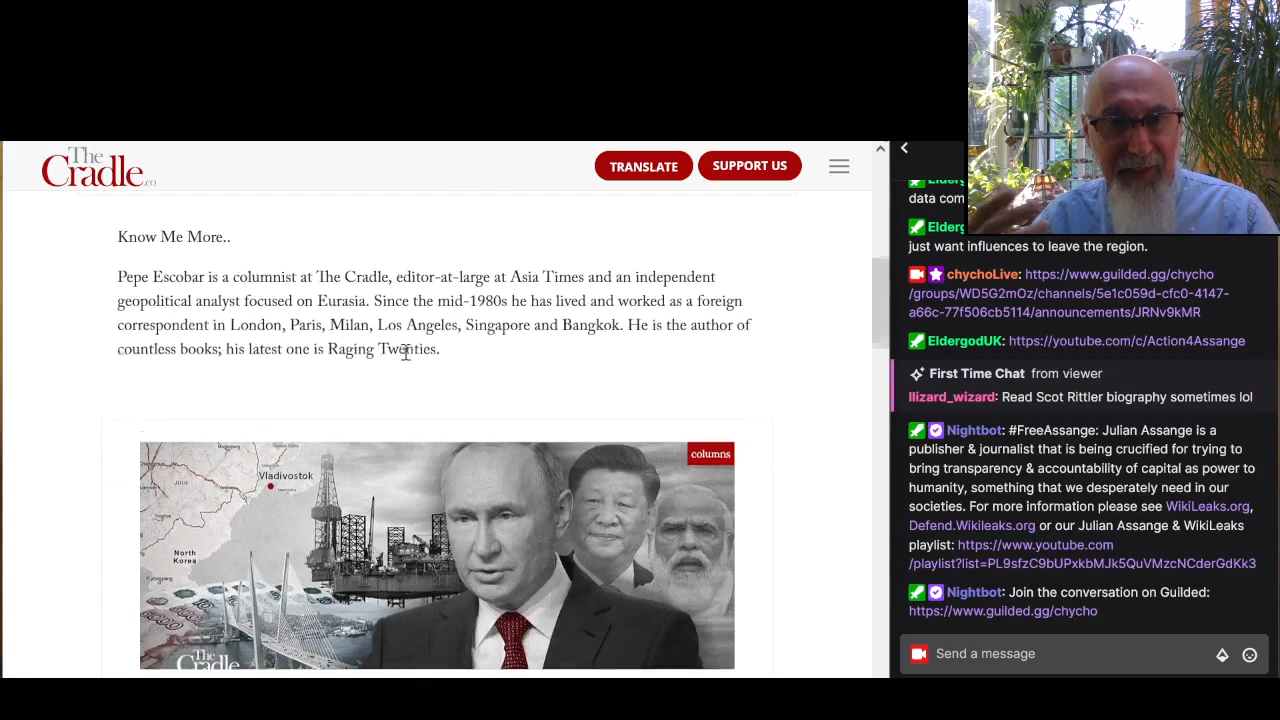 The
Cradle.co
TRANSLATE
SUPPORT US
Know Me More..
Pepe Escobar is a columnist at The Cradle, editor-at-large at Asia Times and an independent
geopolitical analyst focused on Eurasia. Since the mid-1980s he has lived and worked as a foreign
correspondent in London, Paris, Milan, Los Angeles, Singapore and Bangkok. He is the author of
countless books; his latest one is Raging Twenties.
columns
Vladivostok
North
Korea
The
Cradle
data com
Elderg
just want influences to leave the region.
chychoLive: https://www.guilded.gg/chycho
/groups/WD5G2mOz/channels/5e1c059d-cfc0-4147-
a66c-77f506cb5114/announcements/JRNv9kMR
EldergodUK: https://www.youtube.com/c/Action4Assange
First Time Chat from viewer
llizard_wizard: Read Scot Rittler biography sometimes lol
Nightbot: #FreeAssange: Julian Assange is a
publisher & journalist that is being crucified for trying to
bring transparency & accountability of capital as power to
humanity, something that we desperately need in our
societies. For more information please see WikiLeaks.org,
Defend.Wikileaks.org or our Julian Assange & WikiLeaks
playlist: https://www.youtube.com
/playlist?list=PL9sfzC9bUPxkbMJk5QuVMzcNCderGdKk3
Nightbot: Join the conversation on Guilded:
https://www.guilded.gg/chycho
Send a message